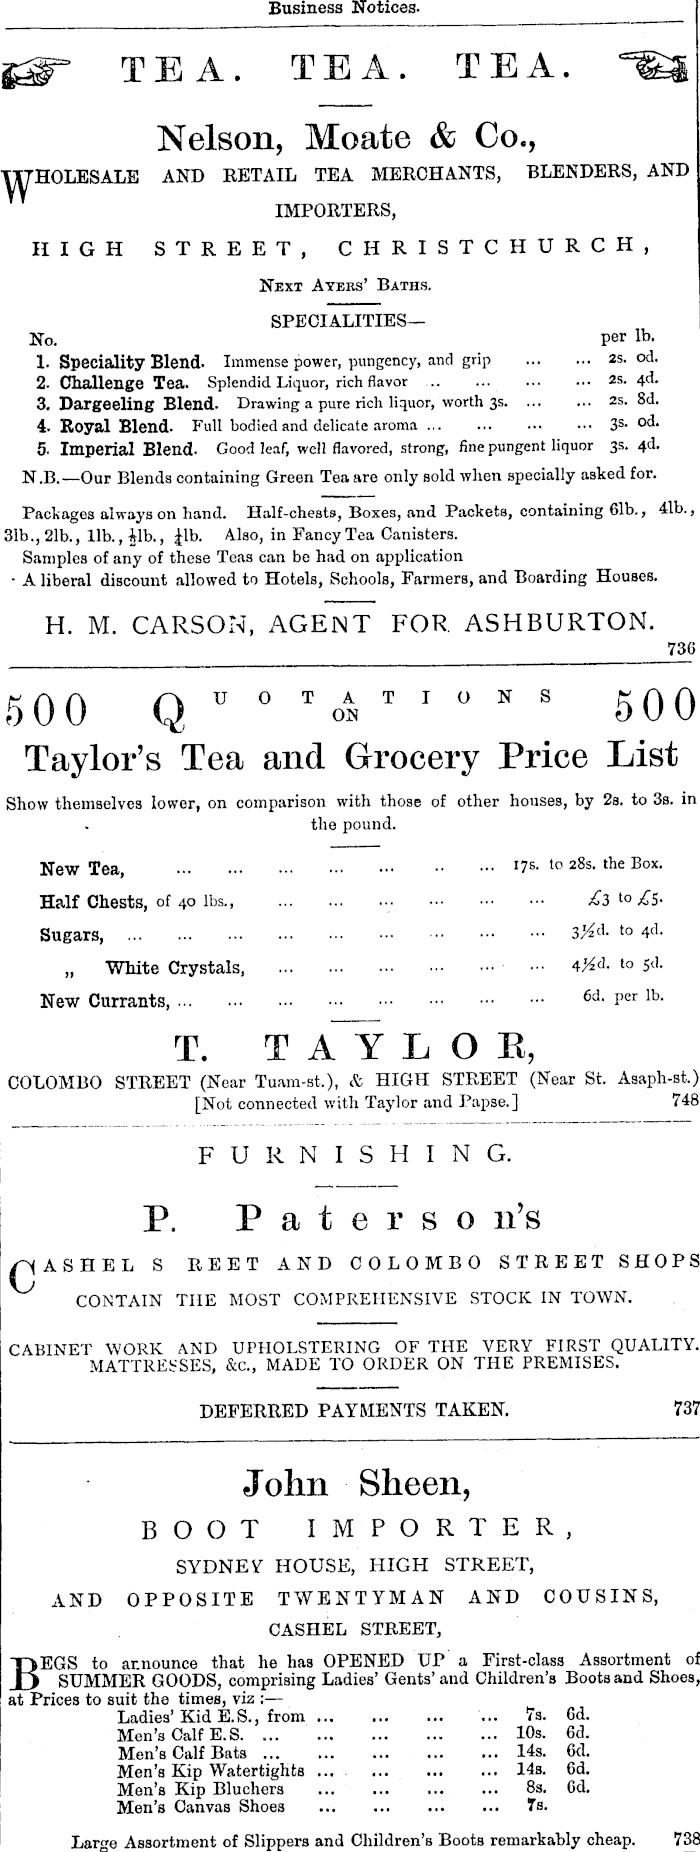 Business Notices.
TEA. TEA. TEA.
Nelson, Moate & Co.,
WHOLESALE AND RETAIL TEA MERCHANTS, BLENDERS, AND
IMPORTERS,
HIGH STREET, CHRISTCHURCH,
NEXT AYERS' BATHS.
SPECIALITIES—
No. per lb.
1. Speciality Blend. Immense power, pungency, and grip ... ... 2s. od.
2. Challenge Tea. Splendid Liquor, rich flavor .. ... ... ... 2s. 4d.
3. Dargeeling Blend. Drawing a pure rich liquor, worth 3s. ... ... 2s. 8d.
4. Royal Blend. Full bodied and delicate aroma ... ... ... ... 3s. od.
5. Imperial Blend. Good leaf, well flavored, strong, fine pungent liquor 3s. 4d.
N.B.—Our Blends containing Green Tea are only sold when specially asked for.
Packages always on hand. Half-chests, Boxes, and Packets, containing 6lb., 4lb.,
3lb., 2lb., 1lb., ½lb., ¼lb. Also, in Fancy Tea Canisters.
Samples of any of these Teas can be had on application
A liberal discount allowed to Hotels, Schools, Farmers, and Boarding Houses.
H. M. CARSON, AGENT FOR ASHBURTON.
736
500 QUOTATIONS 500
ON
Taylor's Tea and Grocery Price List
Show themselves lower, on comparison with those of other houses, by 2s. to 3s. in
the pound.
New Tea, ... ... ... ... ... .. ... 17s. to 28s. the Box.
Half Chests, of 40 lbs., ... ... ... ... ... ... £3 to £5.
Sugars, ... ... ... ... ... ... ... ... ... 3½d. to 4d.
„ White Crystals, ... ... ... ... ... ... 4½d. to 5d.
New Currants, ... ... ... ... ... ... ... ... 6d. per lb.
T. TAYLOR,
COLOMBO STREET (Near Tuam-st.), & HIGH STREET (Near St. Asaph-st.)
[Not connected with Taylor and Papse.] 748
FURNISHING.
P. Paterson's
CASHEL S REET AND COLOMBO STREET SHOPS
CONTAIN THE MOST COMPREHENSIVE STOCK IN TOWN.
CABINET WORK AND UPHOLSTERING OF THE VERY FIRST QUALITY.
MATTRESSES, &c., MADE TO ORDER ON THE PREMISES.
DEFERRED PAYMENTS TAKEN. 737
John Sheen,
BOOT IMPORTER,
SYDNEY HOUSE, HIGH STREET,
AND OPPOSITE TWENTYMAN AND COUSINS,
CASHEL STREET,
BEGS to announce that he has OPENED UP a First-class Assortment of
SUMMER GOODS, comprising Ladies' Gents' and Children's Boots and Shoes,
at Prices to suit the times, viz :—
Ladies' Kid E.S., from ... ... ... ... 7s. 6d.
Men's Calf E.S. ... ... ... ... 10s. 6d.
Men's Calf Bats ... ... ... ... 14s. 6d.
Men's Kip Watertights ... ... ... ... 14s. 6d.
Men's Kip Bluchers ... ... ... ... 8s. 6d.
Men's Canvas Shoes ... ... ... ... 7s.
Large Assortment of Slippers and Children's Boots remarkably cheap. 738